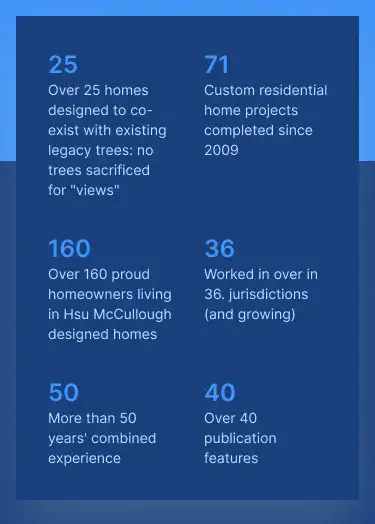 25
Over 25 homes
designed to co-
exist with existing
legacy trees: no
trees sacrificed
for "views"
71
Custom residential
home projects
completed since
2009
160
Over 160 proud
homeowners living
in Hsu McCullough
designed homes
36
Worked in over in
36. jurisdictions
(and growing)
50
More than 50
years' combined
experience
40
Over 40
publication
features